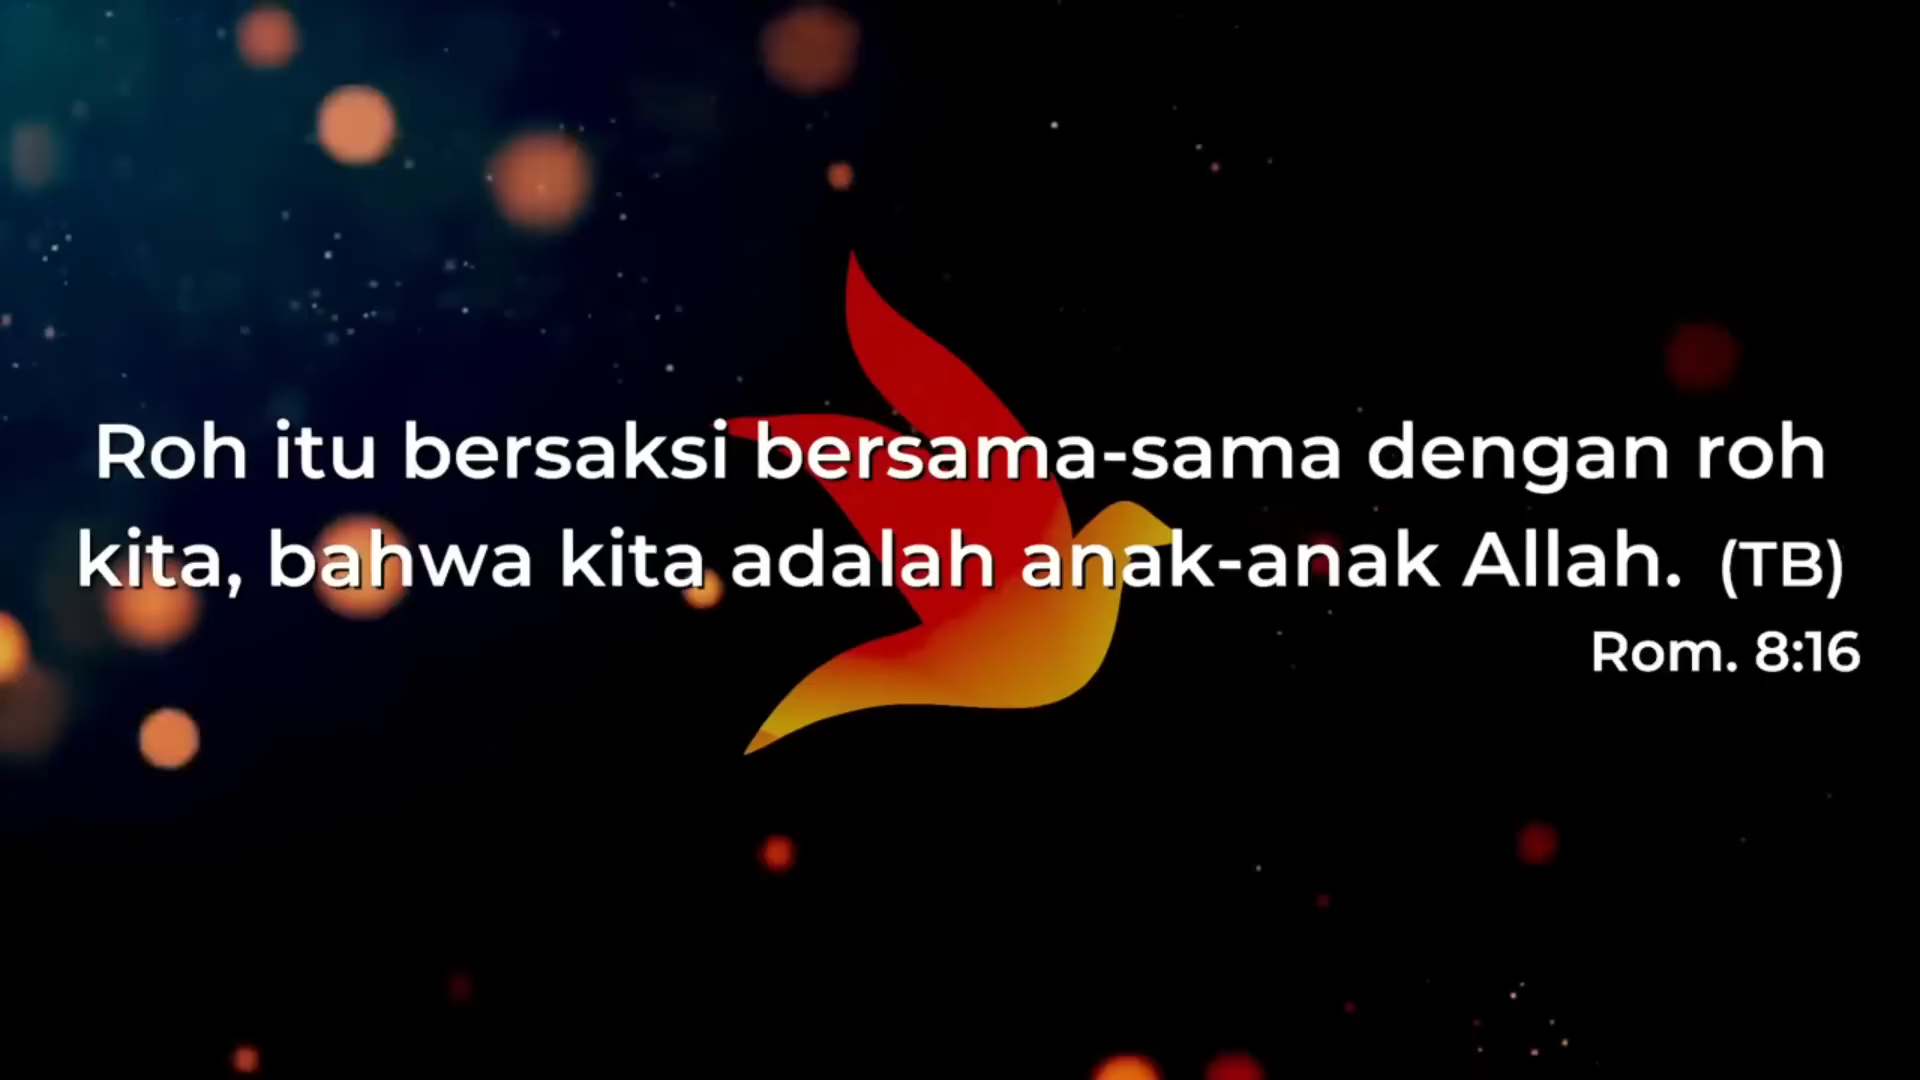 Roh itu bersaksi bersama-sama dengan roh
kita, bahwa kita adalah anak-anak Allah. (TB)
Rom. 8:16